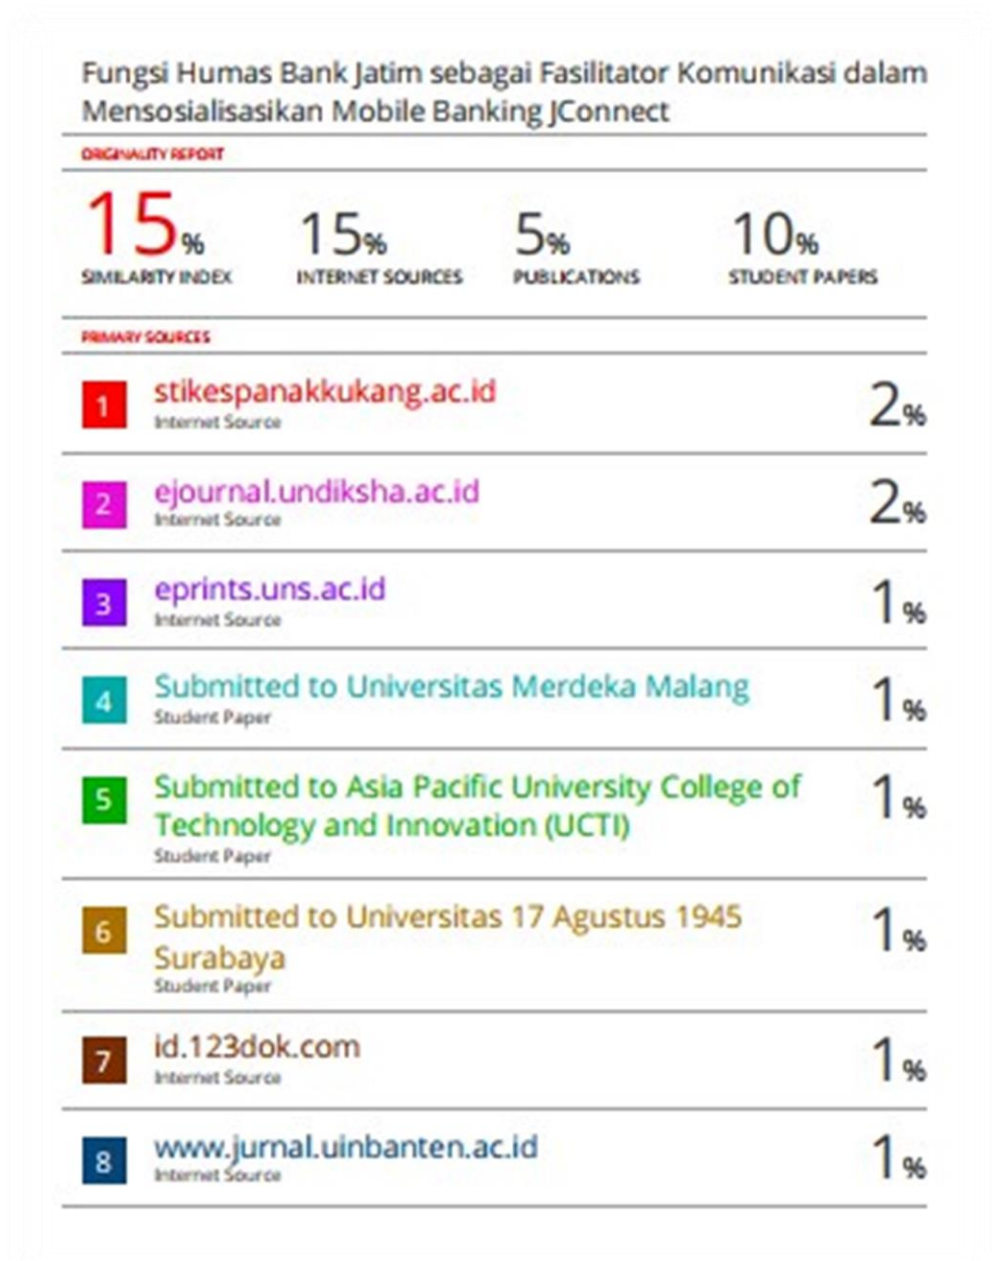 Fungsi Humas Bank Jatim sebagai Fasilitator Komunikasi dalam
Mensosialisasikan Mobile Banking JConnect
ORIGINALITY REPORT
15% 15% 5% 10%
SIMILARITY INDEX INTERNET SOURCES PUBLICATIONS STUDENT PAPERS
PRIMARY SOURCES
1 stikespanakkukang.ac.id 2%
Internet Source
2 ejournal.undiksha.ac.id 2%
Internet Source
3 eprints.uns.ac.id 1%
Internet Source
4 Submitted to Universitas Merdeka Malang 1%
Student Paper
5 Submitted to Asia Pacific University College of 1%
Technology and Innovation (UCTI)
Student Paper
6 Submitted to Universitas 17 Agustus 1945 1%
Surabaya
Student Paper
7 id.123dok.com 1%
Internet Source
8 www.jurnal.uinbanten.ac.id 1%
Internet Source